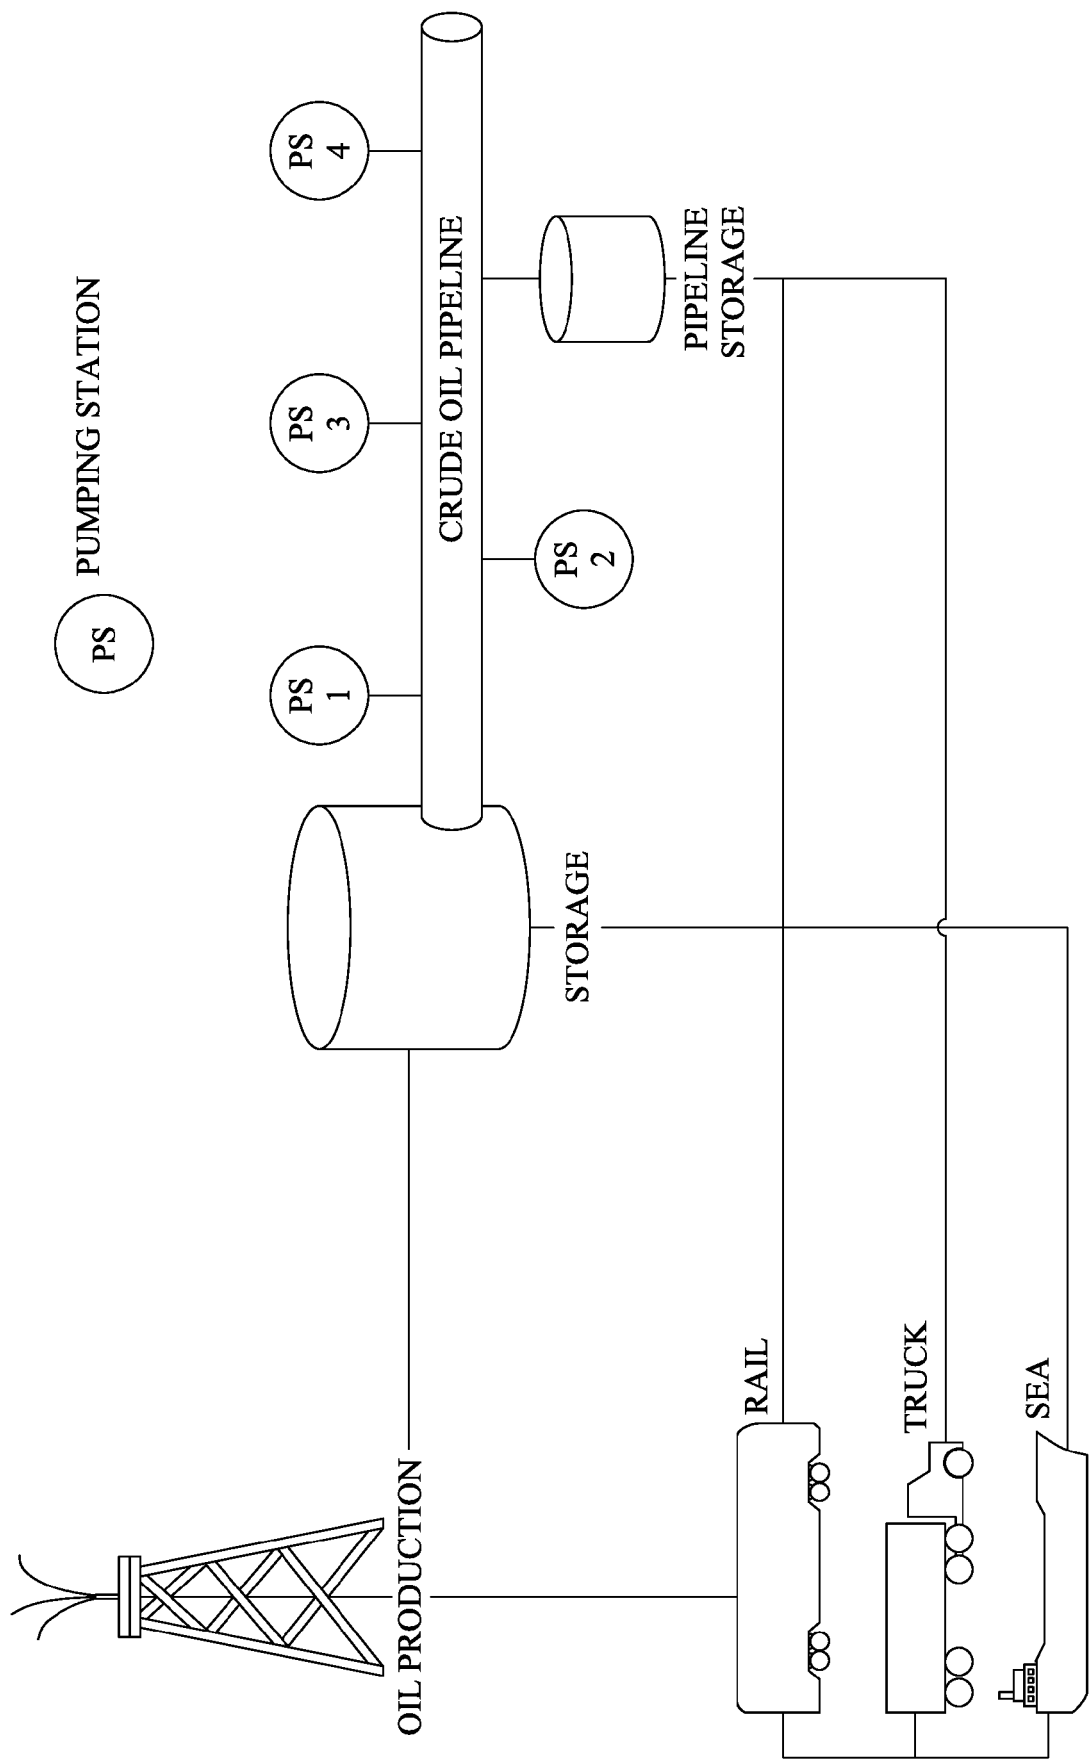 PS
PUMPING STATION
PS
1
PS
2
PS
3
PS
4
CRUDE OIL PIPELINE
STORAGE
PIPELINE
STORAGE
OIL PRODUCTION
RAIL
TRUCK
SEA